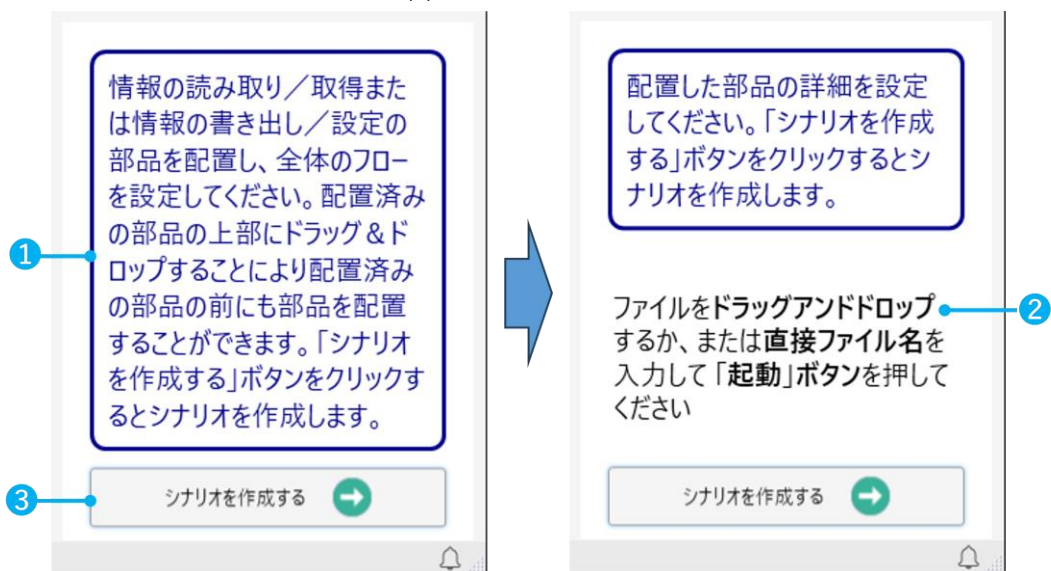 情報の読み取り／取得また
は情報の書き出し／設定の
部品を配置し、全体のフロー
を設定してください。配置済み
の部品の上部にドラッグ＆ド
ロップすることにより配置済み
の部品の前にも部品を配置
することができます。「シナリオ
を作成する」ボタンをクリックす
るとシナリオを作成します。
1
3
シナリオを作成する
配置した部品の詳細を設定
してください。「シナリオを作成
する」ボタンをクリックするとシ
ナリオを作成します。
ファイルをドラッグアンドドロップ
するか、または直接ファイル名を
入力して「起動」ボタンを押して
ください
2
シナリオを作成する